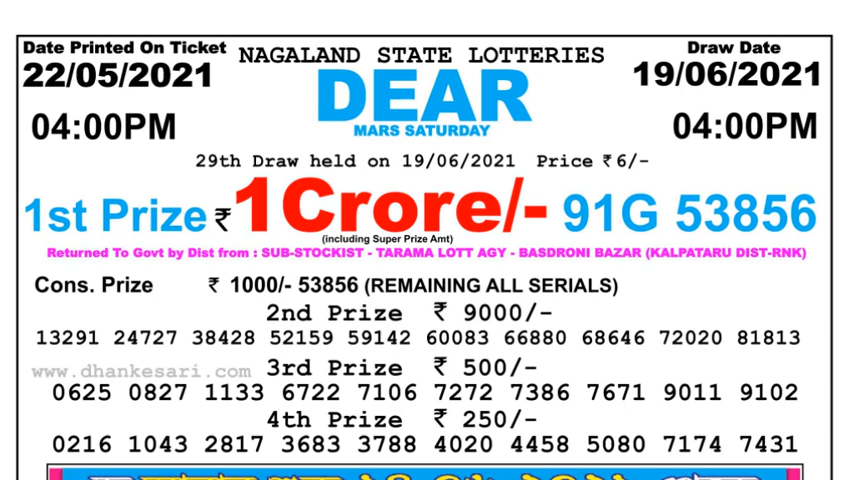 Date Printed On Ticket
22/05/2021
04:00PM
NAGALAND STATE LOTTERIES
DEAR
MARS SATURDAY
Draw Date
19/06/2021
04:00PM
29th Draw held on 19/06/2021 Price ₹6/-
1st Prize ₹1Crore/- 91G 53856
(including Super Prize Amt)
Returned To Govt by Dist from : SUB-STOCKIST - TARAMA LOTT AGY - BASDRONI BAZAR (KALPATARU DIST-RNK)
Cons. Prize ₹ 1000/- 53856 (REMAINING ALL SERIALS)
2nd Prize ₹ 9000/-
13291 24727 38428 52159 59142 60083 66880 68646 72020 81813
www.dhankesari.com 3rd Prize ₹ 500/-
0625 0827 1133 6722 7106 7272 7386 7671 9011 9102
4th Prize ₹ 250/-
0216 1043 2817 3683 3788 4020 4458 5080 7174 7431